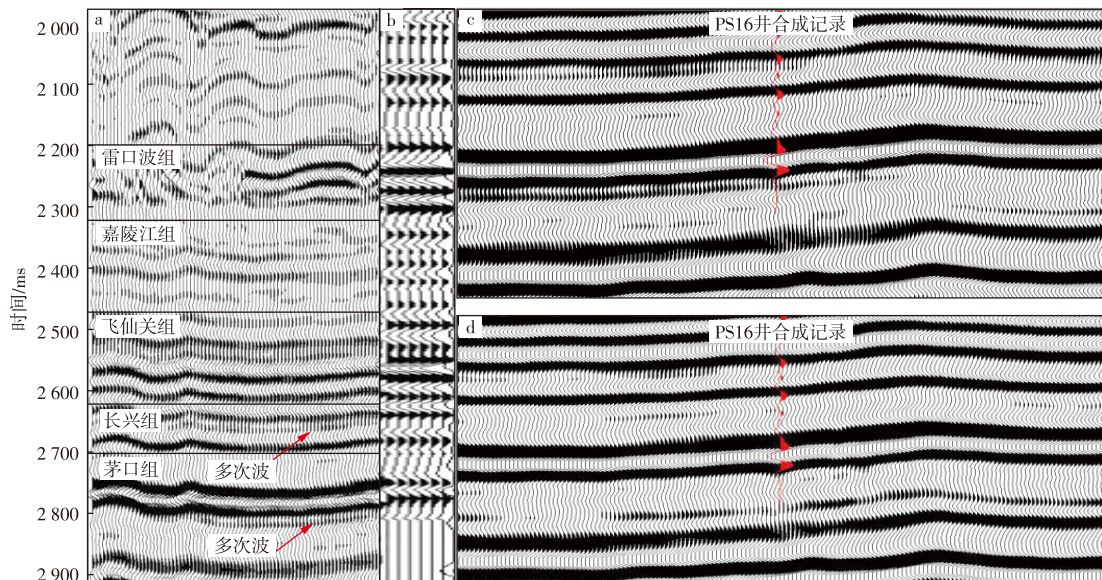 a
b
c
d
PS16井合成记录
PS16井合成记录
时间/ms
2 000
2 100
2 200
2 300
2 400
2 500
2 600
2 700
2 800
2 900
雷口波组
嘉陵江组
飞仙关组
长兴组
多次波
茅口组
多次波